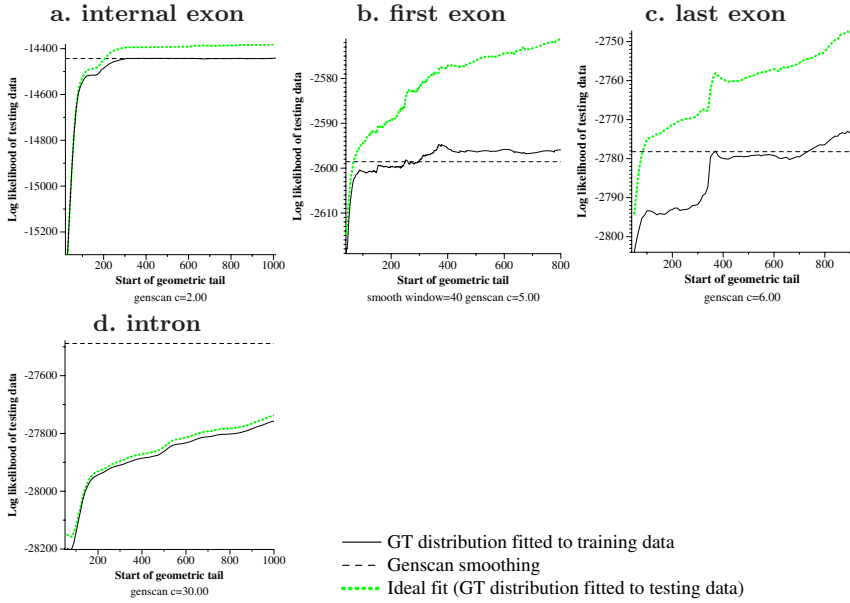 a. internal exon
Log likelihood of testing data
-14400
-14600
-14800
-15000
-15200
200 400 600 800 1000
Start of geometric tail
genscan c=2.00
b. first exon
Log likelihood of testing data
-2580
-2590
-2600
-2610
200 400 600 800
Start of geometric tail
smooth window=40 genscan c=5.00
c. last exon
Log likelihood of testing data
-2750
-2760
-2770
-2780
-2790
-2800
200 400 600 800
Start of geometric tail
genscan c=6.00
d. intron
Log likelihood of testing data
-27600
-27800
-28000
-28200
200 400 600 800 1000
Start of geometric tail
genscan c=30.00
GT distribution fitted to training data
Genscan smoothing
Ideal fit (GT distribution fitted to testing data)